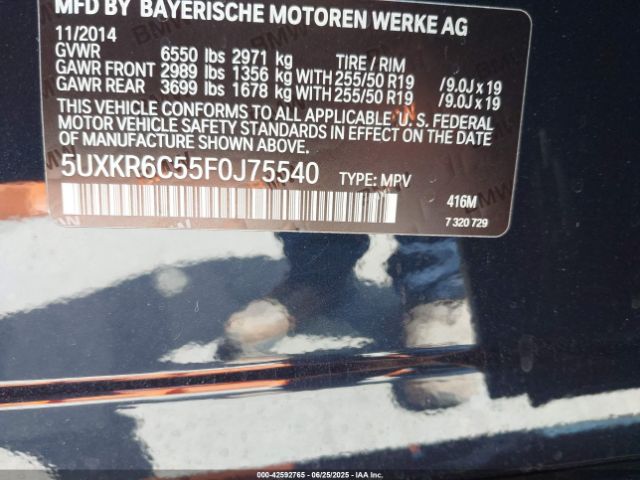 MFD BY BAYERISCHE MOTOREN WERKE AG
11/2014
GVWR 6550 lbs 2971 kg TIRE / RIM
GAWR FRONT 2989 lbs 1356 kg WITH 255/50 R19 / 9.0J x 19
GAWR REAR 3699 lbs 1678 kg WITH 255/50 R19 / 9.0J x 19
THIS VEHICLE CONFORMS TO ALL APPLICABLE U. S. FEDERAL
MOTOR VEHICLE SAFETY STANDARDS IN EFFECT ON THE DATE
OF MANUFACTURE SHOWN ABOVE.
5UXKR6C55F0J75540 TYPE: MPV
416M
7 320 729
000-42592765 - 06/25/2025 - IAAI.COM